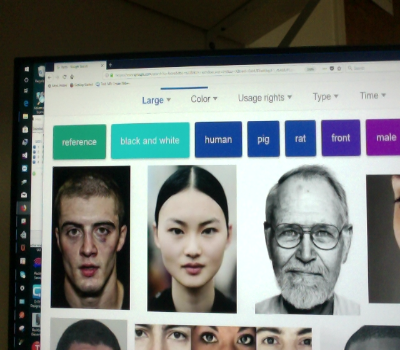 Large Color Usage rights Type Time
reference black and white human pig rat front male